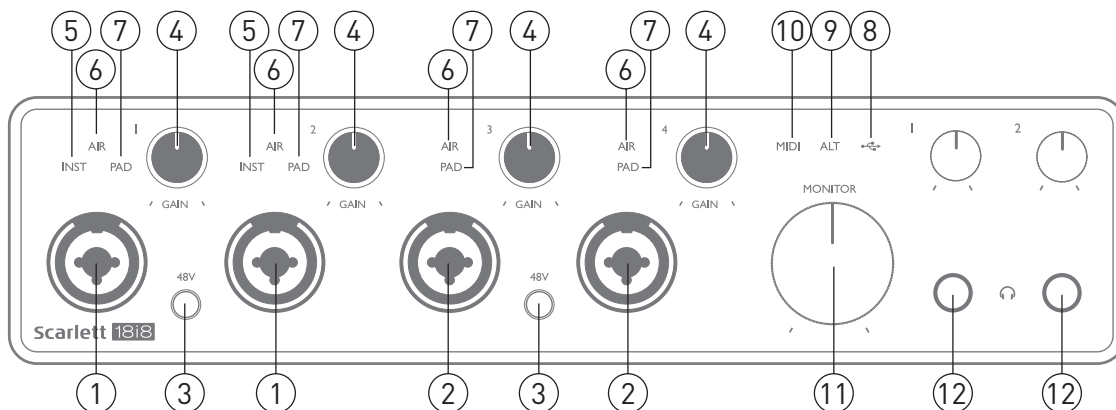 5 7 4 5 7 4 7 4 7 4 10 9 8
6 6 6 6
1 2 3 4 1 2
AIR AIR AIR AIR MIDI ALT
INST PAD INST PAD PAD PAD
MONITOR
GAIN GAIN GAIN GAIN
48V 48V
Scarlett 18i8
1 3 1 2 3 2 11 12 12